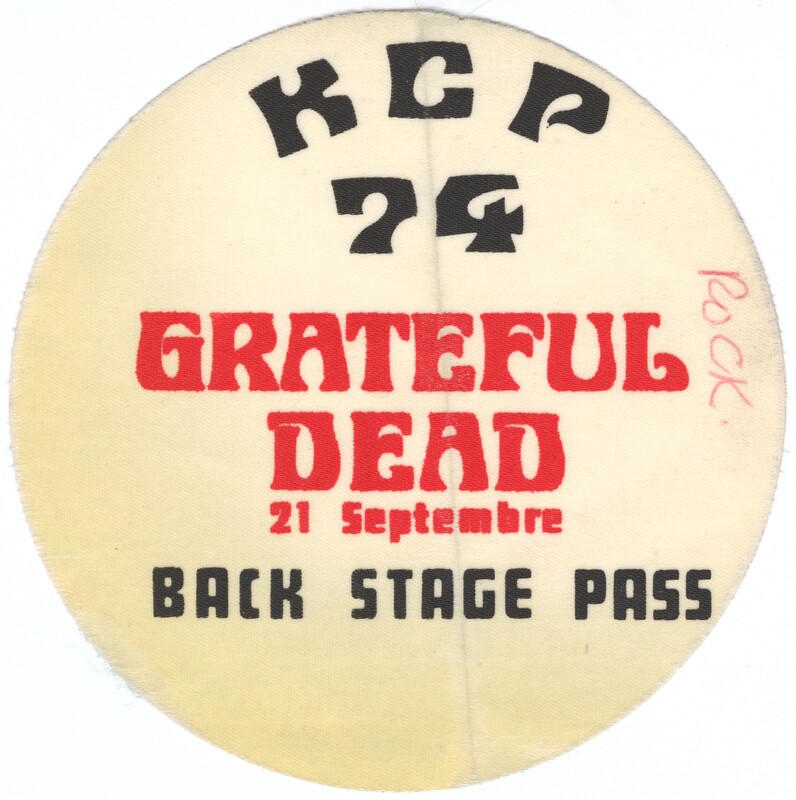 KCP
74
ROCK.
GRATEFUL
DEAD
21 Septembre
BACK STAGE PASS